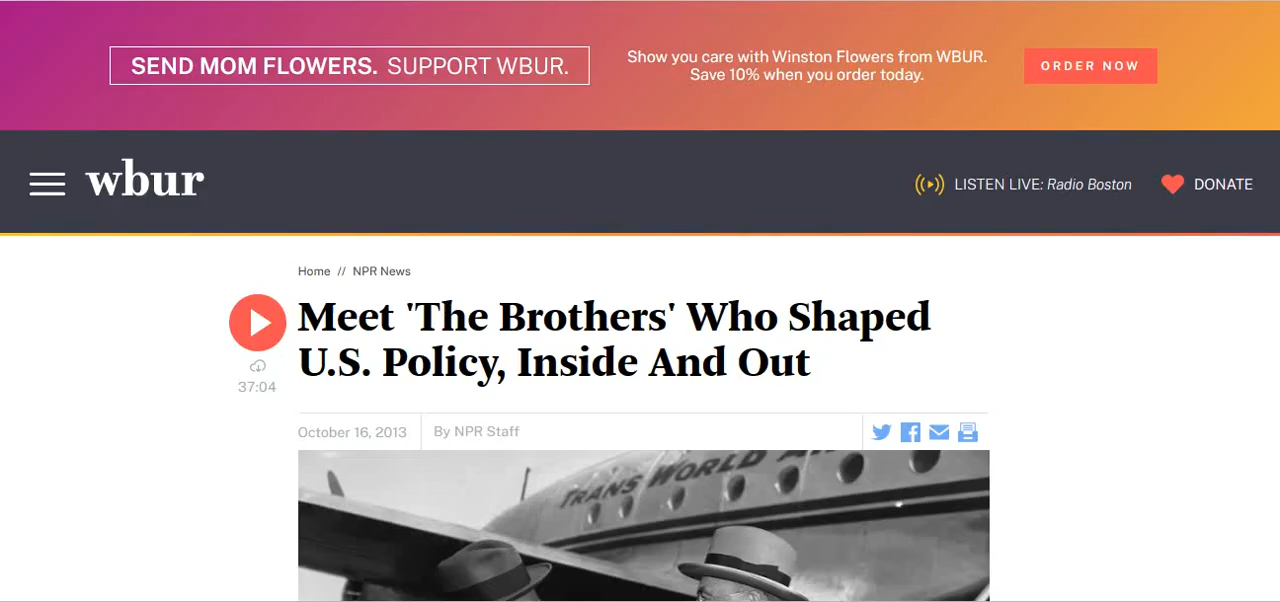 SEND MOM FLOWERS. SUPPORT WBUR.
Show you care with Winston Flowers from WBUR.
Save 10% when you order today.
ORDER NOW
wbur
LISTEN LIVE: Radio Boston
DONATE
Home // NPR News
Meet 'The Brothers' Who Shaped
U.S. Policy, Inside And Out
37:04
October 16, 2013
By NPR Staff
TRANS WORLD